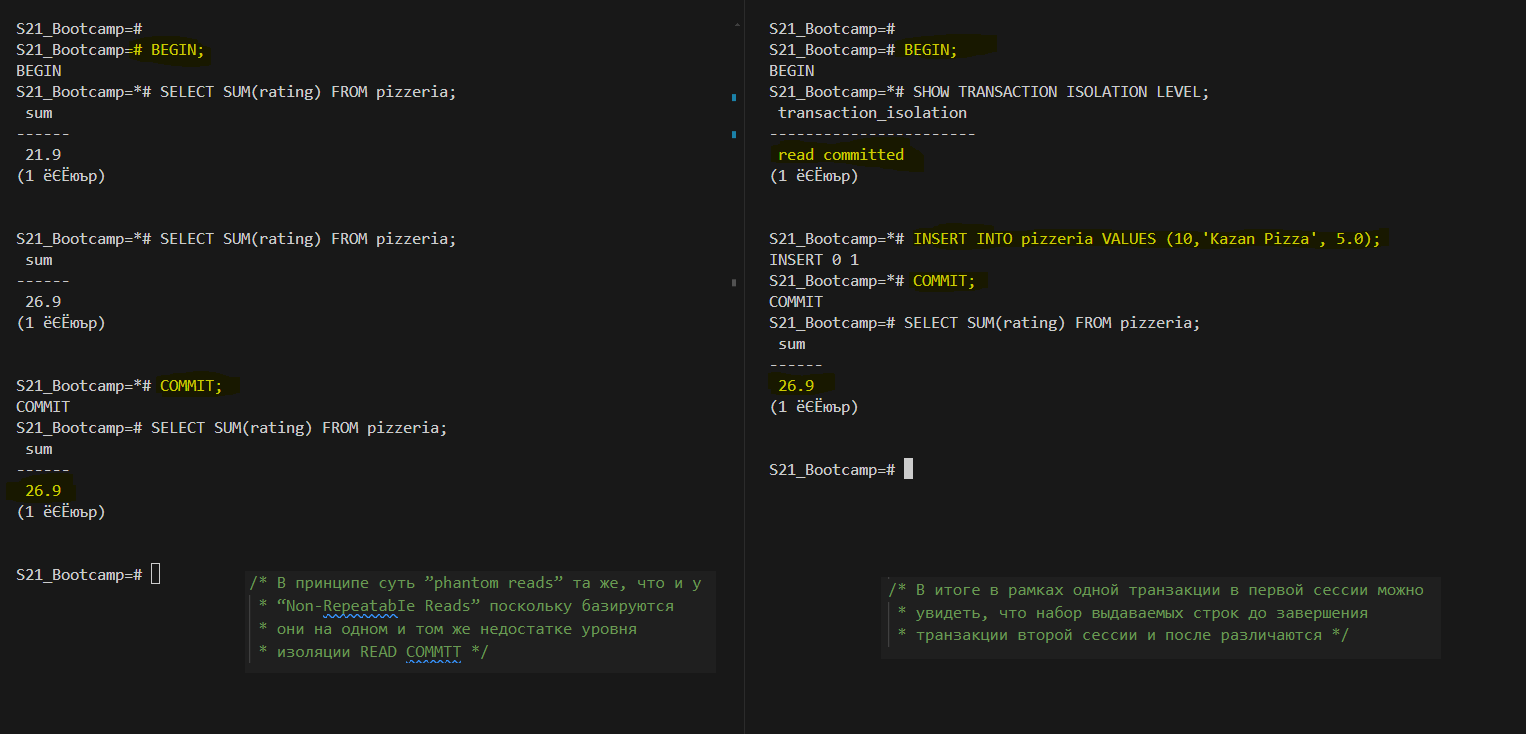 S21_Bootcamp=#
S21_Bootcamp=# BEGIN;
BEGIN
S21_Bootcamp=*# SELECT SUM(rating) FROM pizzeria;
sum
------
21.9
(1 ёЄЁюър)
S21_Bootcamp=*# SELECT SUM(rating) FROM pizzeria;
sum
------
26.9
(1 ёЄЁюър)
S21_Bootcamp=*# COMMIT;
COMMIT
S21_Bootcamp=# SELECT SUM(rating) FROM pizzeria;
sum
------
26.9
(1 ёЄЁюър)
S21_Bootcamp=#
/* В принципе суть ”phantom reads” та же, что и у
* “Non-RepeatabIe Reads” поскольку базируются
* они на одном и том же недостатке уровня
* изоляции READ COMMTT */
S21_Bootcamp=#
S21_Bootcamp=# BEGIN;
BEGIN
S21_Bootcamp=*# SHOW TRANSACTION ISOLATION LEVEL;
transaction_isolation
-----------------------
read committed
(1 ёЄЁюър)
S21_Bootcamp=*# INSERT INTO pizzeria VALUES (10,'Kazan Pizza', 5.0);
INSERT 0 1
S21_Bootcamp=*# COMMIT;
COMMIT
S21_Bootcamp=# SELECT SUM(rating) FROM pizzeria;
sum
------
26.9
(1 ёЄЁюър)
S21_Bootcamp=#
/* В итоге в рамках одной транзакции в первой сессии можно
* увидеть, что набор выдаваемых строк до завершения
* транзакции второй сессии и после различаются */